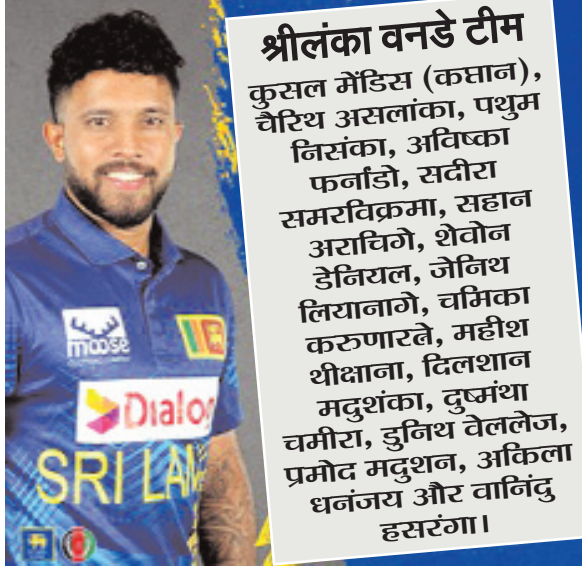 श्रीलंका वनडे टीम
कुसल मेंडिस (कप्तान),
चैरिथ असलांका, पथुम
निसंका, अविष्का
फर्नांडो, सदीरा
समरविक्रमा, सहान
अराचिगे, शेवोन
डेनियल, जेनिथ
लियानागे, चमिका
करुणारत्ने, महीश
थीक्षाना, दिलशान
मदुशंका, दुष्मंथा
चमीरा, डुनिथ वेललेज,
प्रमोद मदुशन, अकिला
धनंजय और वानिंदु
हसरंगा।
moose
Dialog
SRI LAN